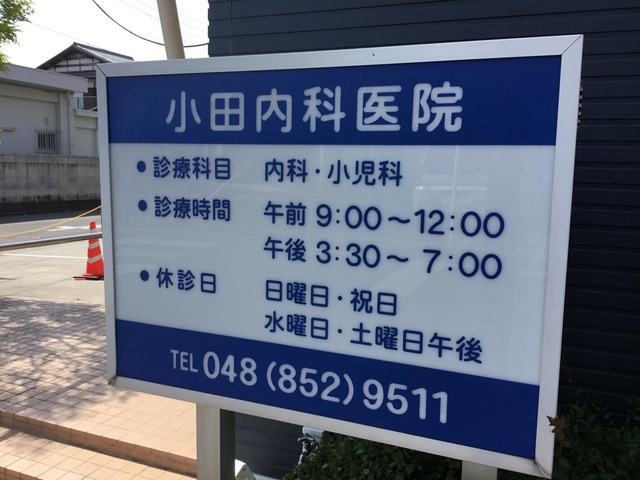 小田内科医院
●診療科目 内科・小児科
●診療時間 午前 9:00～12:00
午後 3:30～ 7:00
●休診日 日曜日・祝日
水曜日・土曜日午後
TEL 048(852)9511